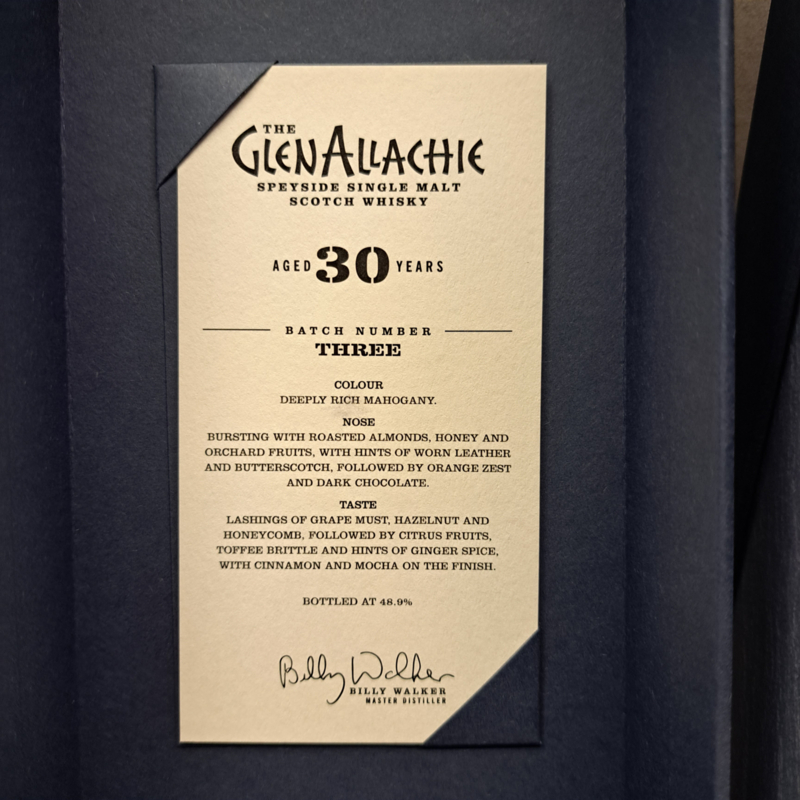 THE
GLENALLACHIE
SPEYSIDE SINGLE MALT
SCOTCH WHISKY
AGED 30 YEARS
BATCH NUMBER
THREE
COLOUR
DEEPLY RICH MAHOGANY.
NOSE
BURSTING WITH ROASTED ALMONDS, HONEY AND
ORCHARD FRUITS, WITH HINTS OF WORN LEATHER
AND BUTTERSCOTCH, FOLLOWED BY ORANGE ZEST
AND DARK CHOCOLATE.
TASTE
LASHINGS OF GRAPE MUST, HAZELNUT AND
HONEYCOMB, FOLLOWED BY CITRUS FRUITS,
TOFFEE BRITTLE AND HINTS OF GINGER SPICE,
WITH CINNAMON AND MOCHA ON THE FINISH.
BOTTLED AT 48.9%
Billy Walker
BILLY WALKER
MASTER DISTILLER